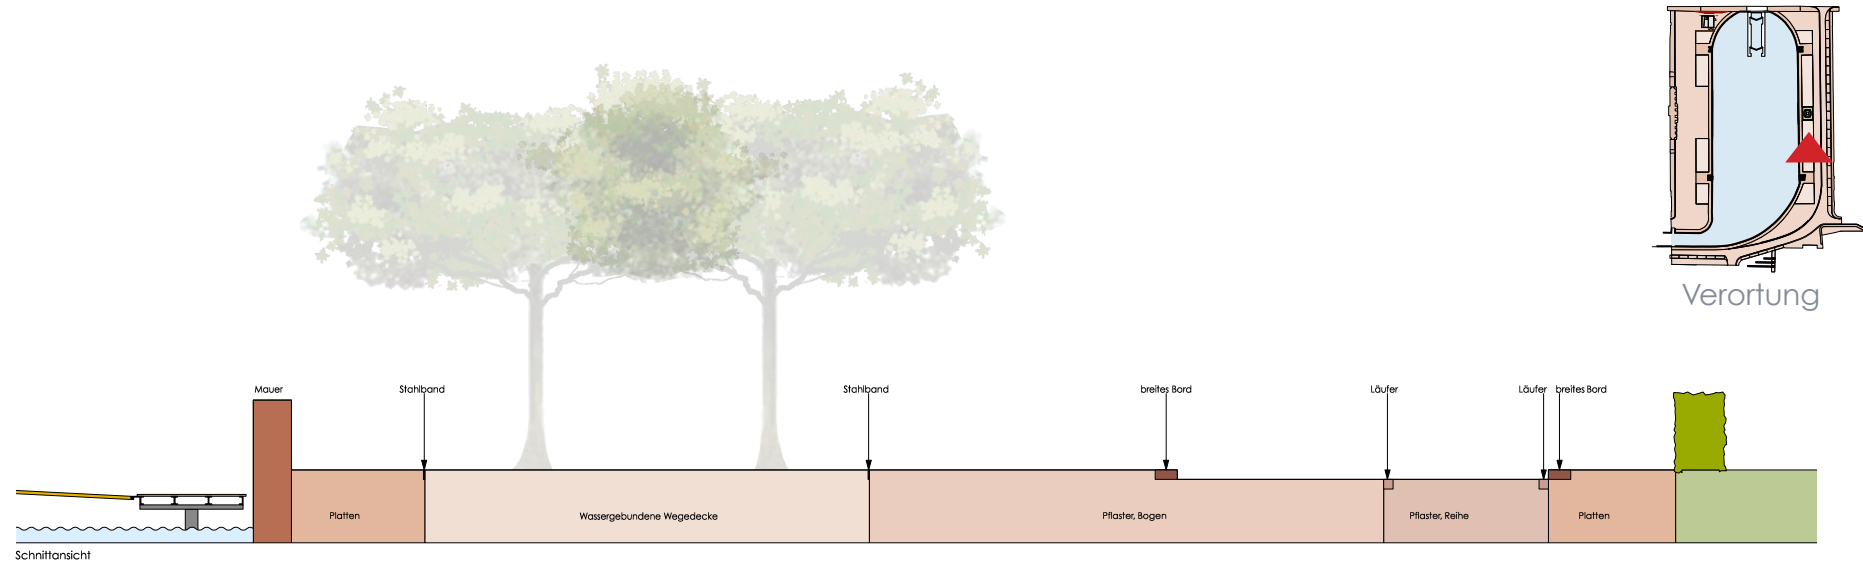 Verortung
Mauer
Stahlband
Stahlband
breites Bord
Läufer
Läufer
breites Bord
Platten
Wassergebundene Wegedecke
Pflaster, Bogen
Pflaster, Reihe
Platten
Schnittansicht